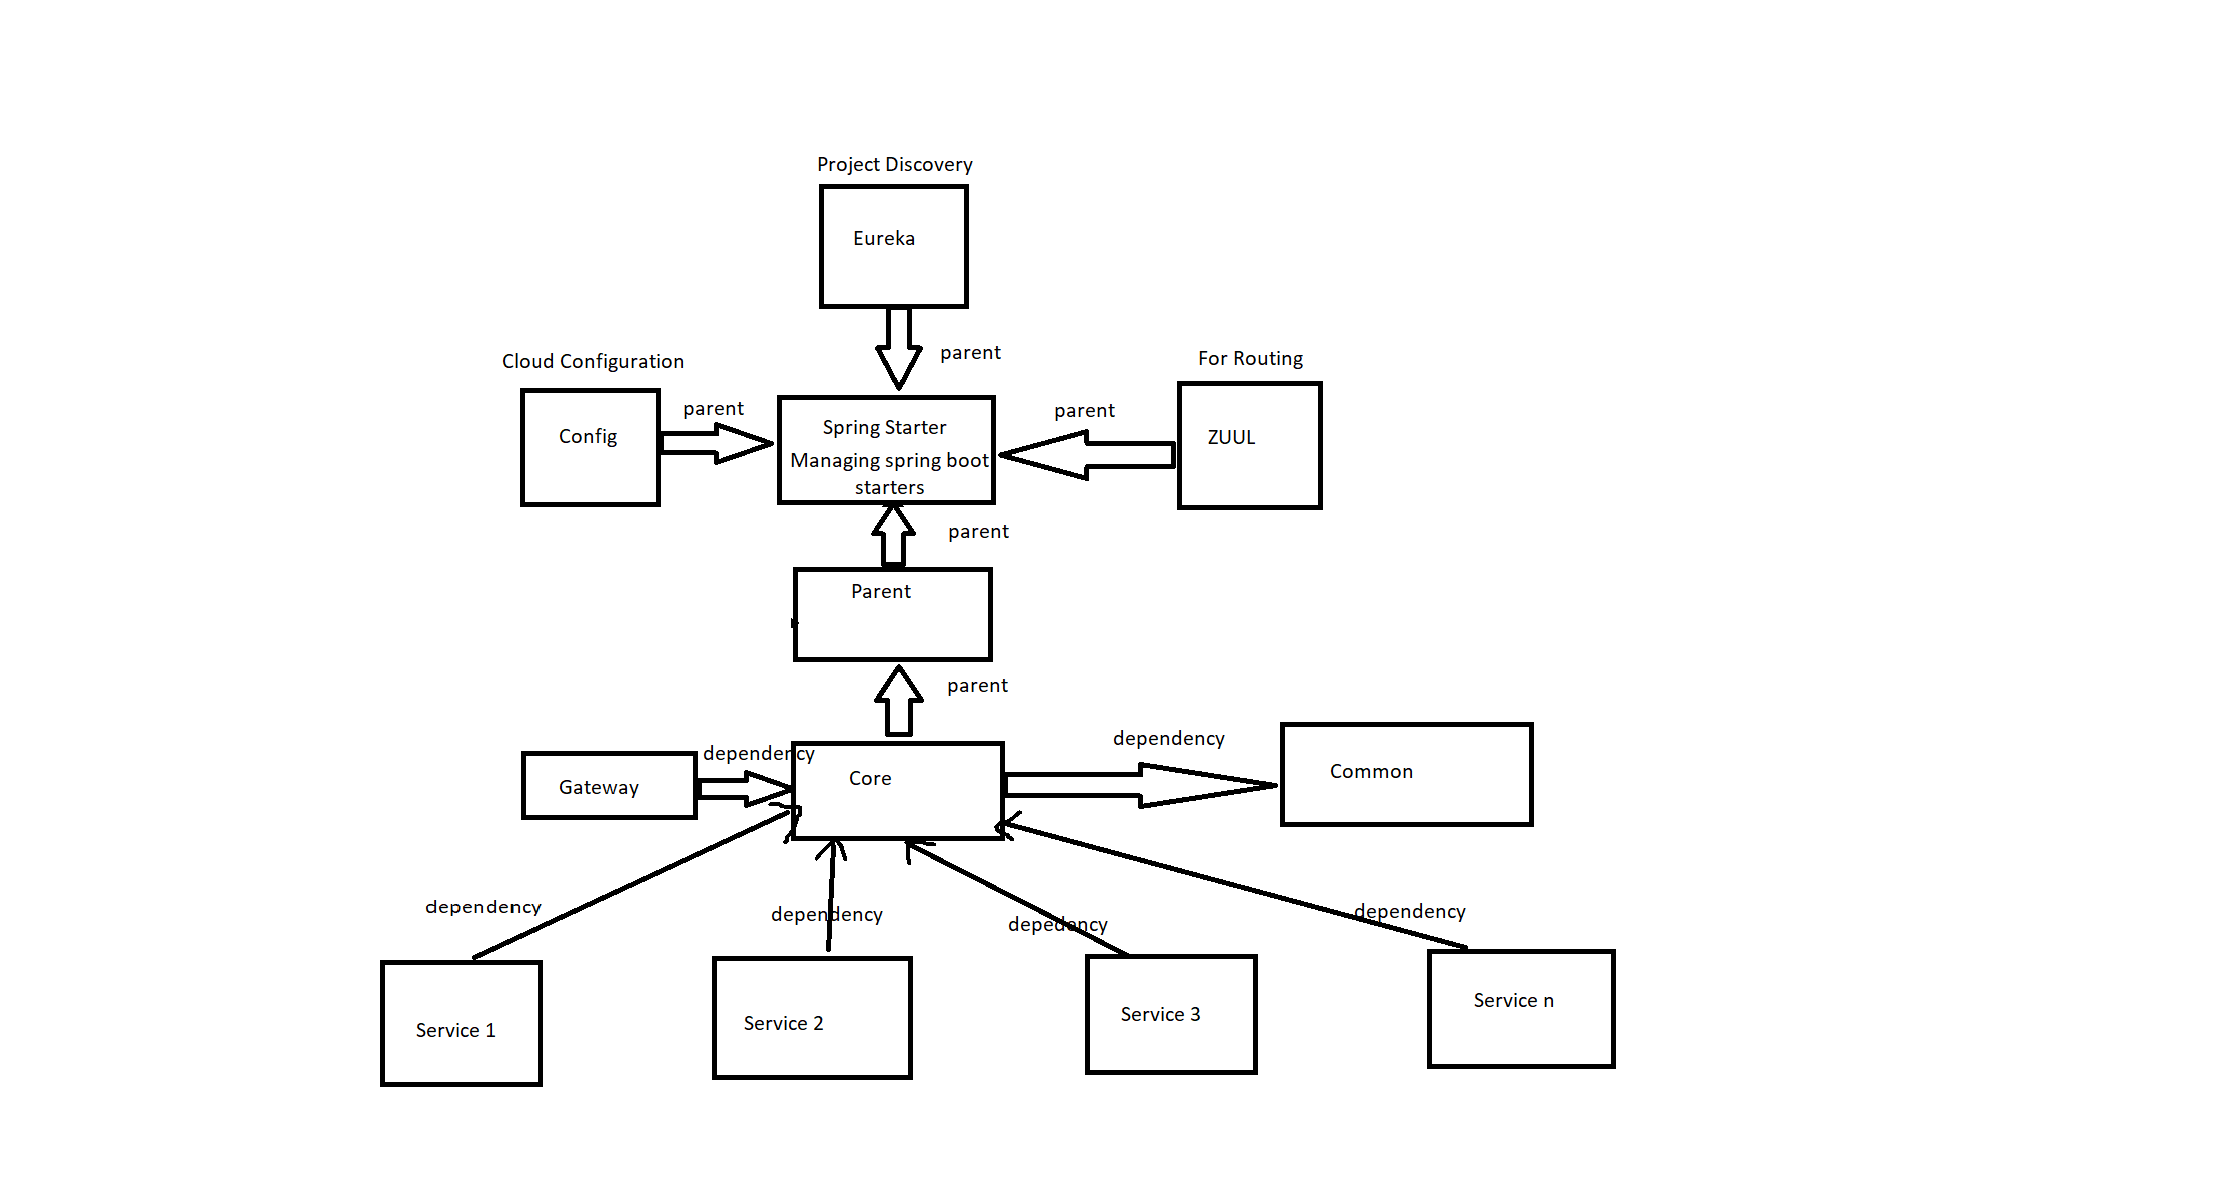 Project Discovery
Eureka
parent
Cloud Configuration
For Routing
Config
parent
Spring Starter
Managing spring boot
starters
parent
ZUUL
parent
Parent
parent
Gateway
dependency
Core
dependency
Common
dependency
dependency
depedency
dependency
Service 1
Service 2
Service 3
Service n